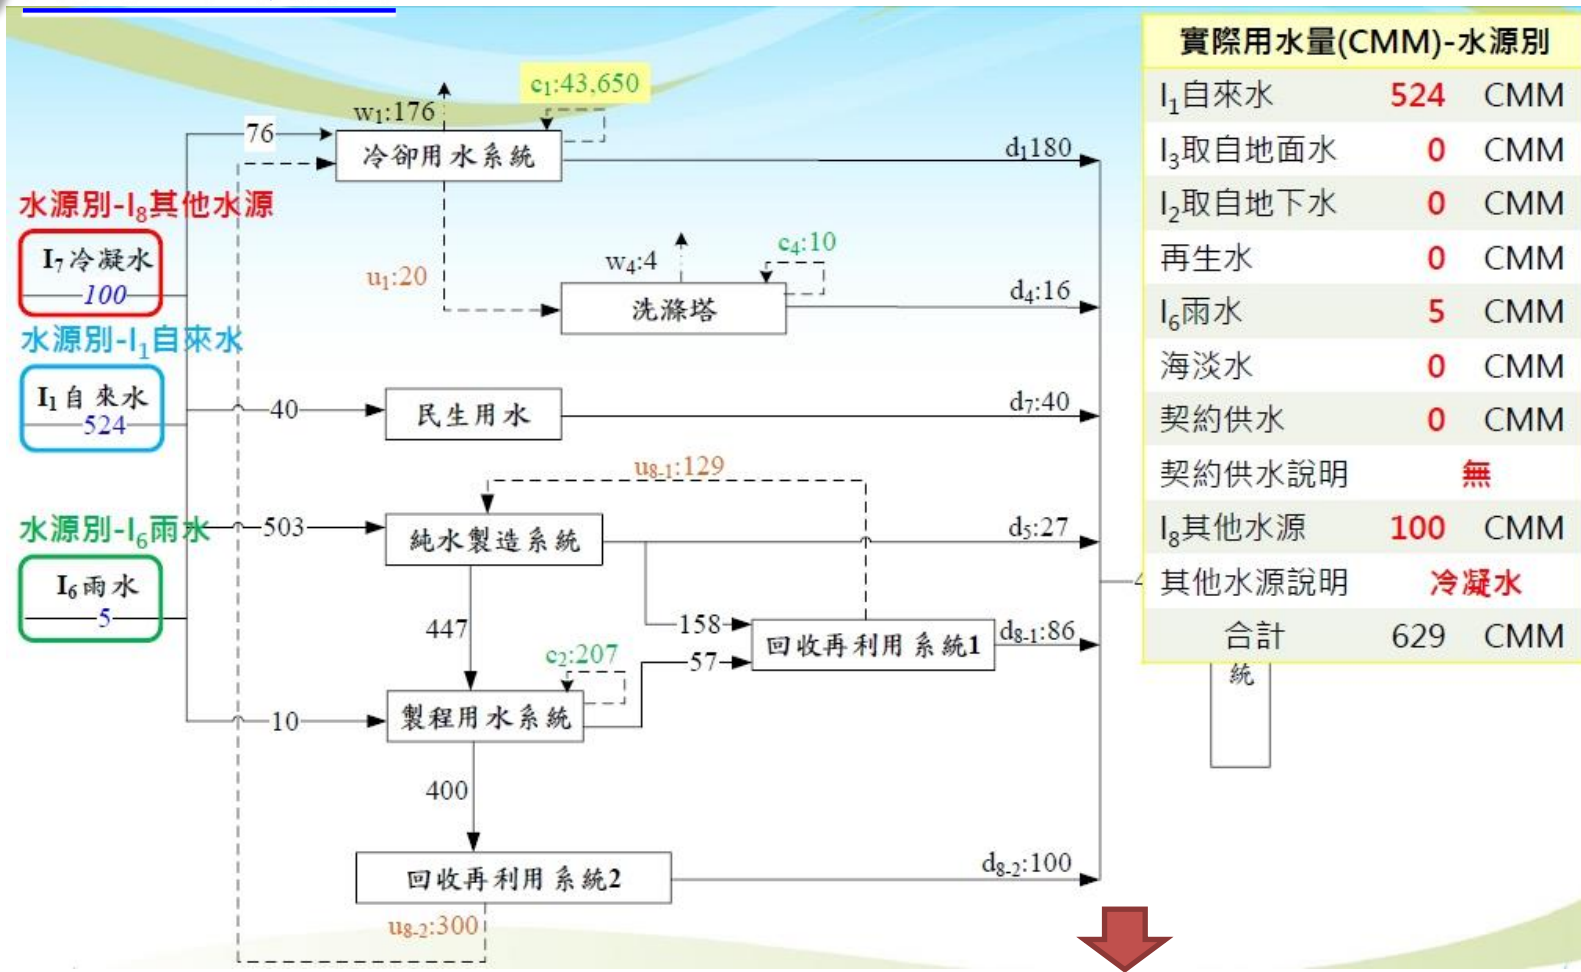 c₁:43,650
w₁:176
76
冷卻用水系統
d₁180
水源別-I₈其他水源
I₇冷凝水
100
u₁:20
w₄:4
c₄:10
洗滌塔
d₄:16
水源別-I₁自來水
I₁自來水
524
40
民生用水
d₇:40
u₈₋₁:129
水源別-I₆雨水
503
純水製造系統
d₅:27
I₆雨水
5
447
158
回收再利用系統1
d₈₋₁:86
57
c₂:207
10
製程用水系統
400
回收再利用系統2
d₈₋₂:100
u₈₋₂:300
4
統
實際用水量(CMM)-水源別
I₁自來水 524 CMM
I₃取自地面水 0 CMM
I₂取自地下水 0 CMM
再生水 0 CMM
I₆雨水 5 CMM
海淡水 0 CMM
契約供水 0 CMM
契約供水說明 無
I₈其他水源 100 CMM
其他水源說明 冷凝水
合計 629 CMM